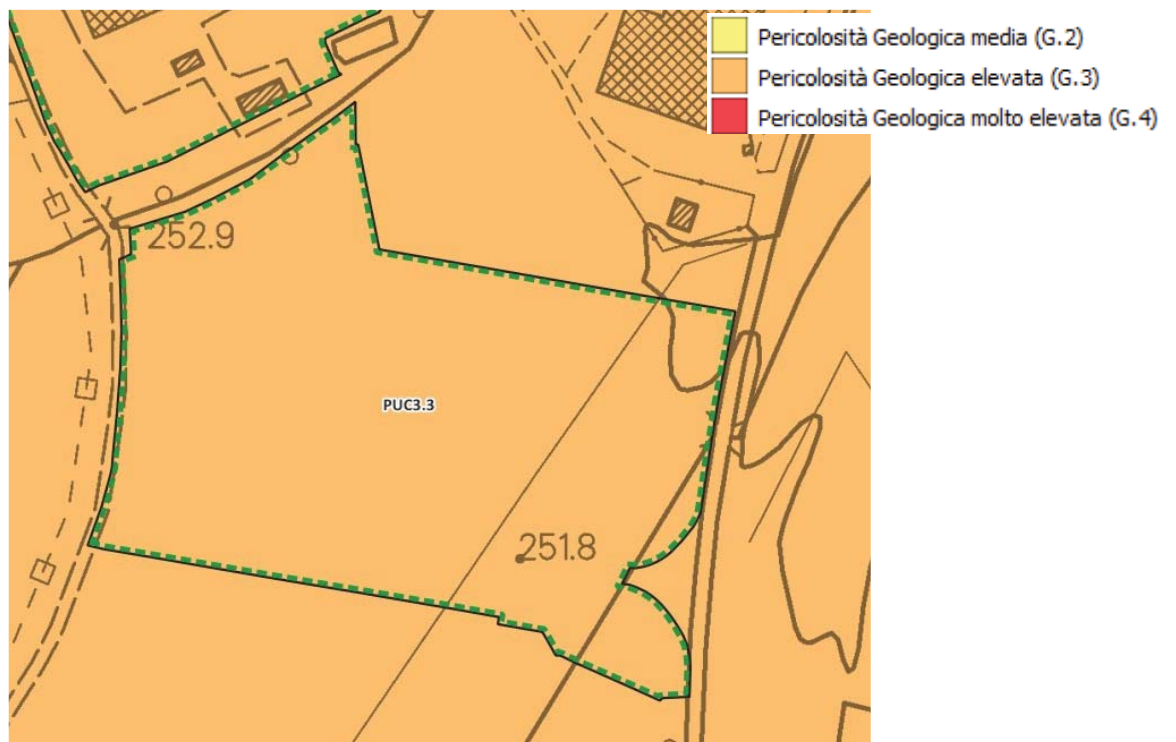 Pericolosità Geologica media (G.2)
Pericolosità Geologica elevata (G.3)
Pericolosità Geologica molto elevata (G.4)
252.9
PUC3.3
251.8